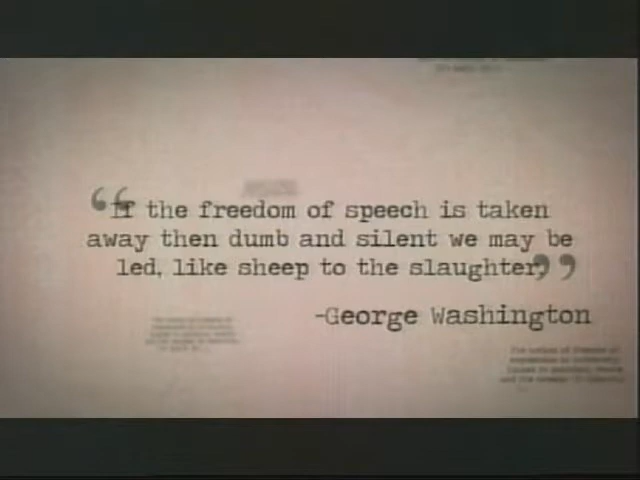 “If the freedom of speech is taken
away then dumb and silent we may be
led, like sheep to the slaughter”
-George Washington